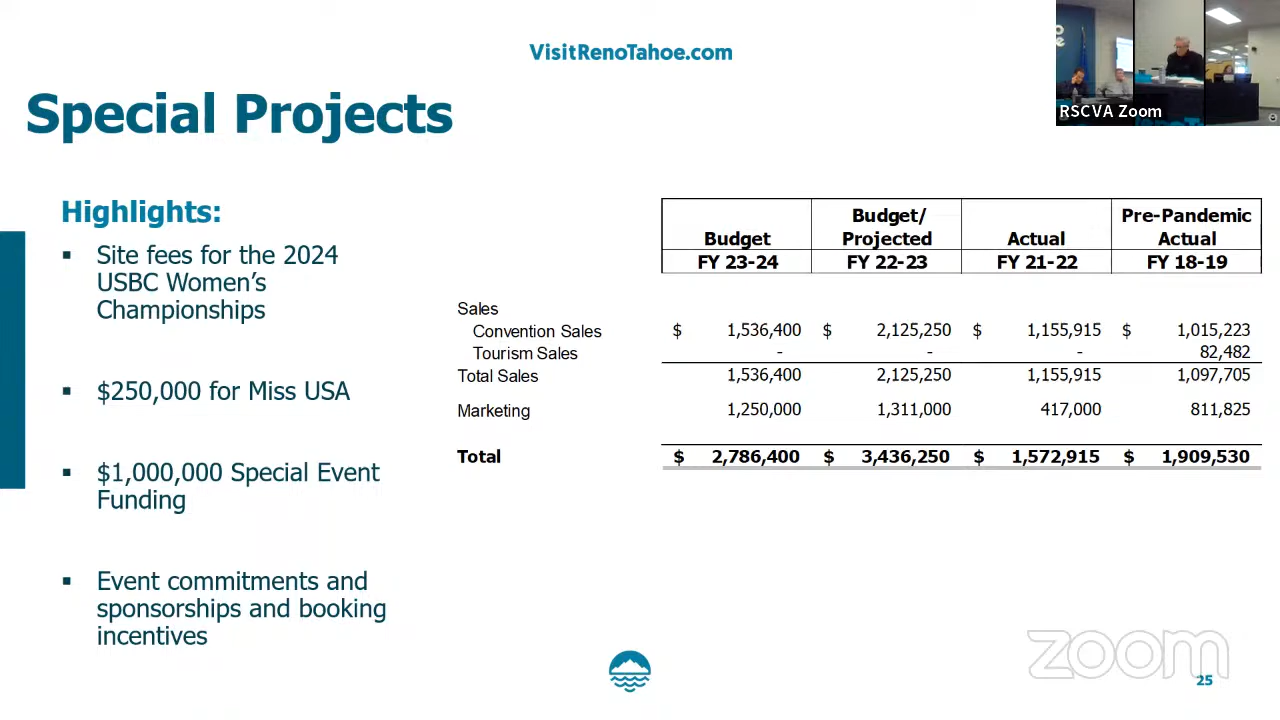 VisitRenoTahoe.com
RSCVA Zoom
Special Projects
Highlights:
▪ Site fees for the 2024
USBC Women’s
Championships
▪ $250,000 for Miss USA
▪ $1,000,000 Special Event
Funding
▪ Event commitments and
sponsorships and booking
incentives
Budget Budget/ Projected Actual Pre-Pandemic Actual
FY 23-24 FY 22-23 FY 21-22 FY 18-19
Sales
Convention Sales $ 1,536,400 $ 2,125,250 $ 1,155,915 $ 1,015,223
Tourism Sales - - - 82,482
Total Sales 1,536,400 2,125,250 1,155,915 1,097,705
Marketing 1,250,000 1,311,000 417,000 811,825
Total $ 2,786,400 $ 3,436,250 $ 1,572,915 $ 1,909,530
zoom
25